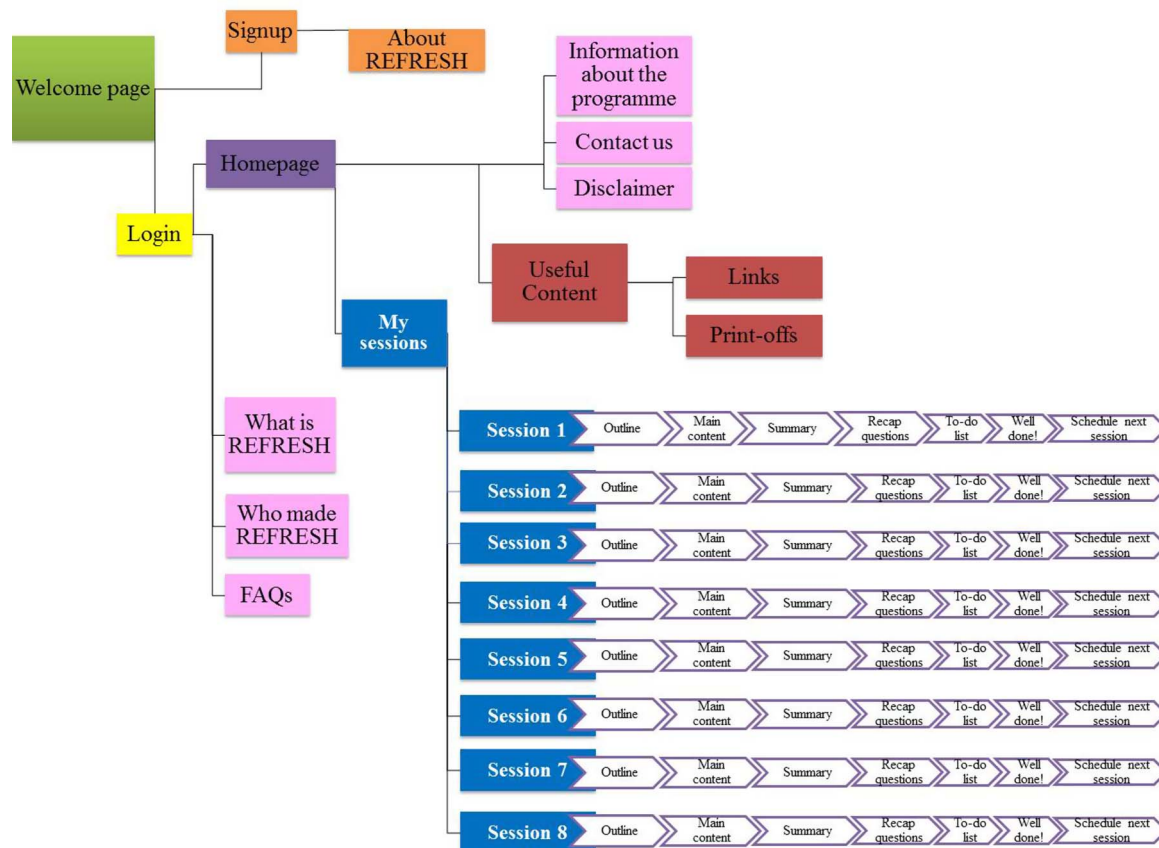 Signup
About
REFRESH
Welcome page
Information
about the
programme
Contact us
Disclaimer
Homepage
Login
Useful
Content
Links
Print-offs
My
sessions
What is
REFRESH
Who made
REFRESH
FAQs
Session 1
Outline
Main
content
Summary
Recap
questions
To-do
list
Well
done!
Schedule next
session
Session 2
Outline
Main
content
Summary
Recap
questions
To-do
list
Well
done!
Schedule next
session
Session 3
Outline
Main
content
Summary
Recap
questions
To-do
list
Well
done!
Schedule next
session
Session 4
Outline
Main
content
Summary
Recap
questions
To-do
list
Well
done!
Schedule next
session
Session 5
Outline
Main
content
Summary
Recap
questions
To-do
list
Well
done!
Schedule next
session
Session 6
Outline
Main
content
Summary
Recap
questions
To-do
list
Well
done!
Schedule next
session
Session 7
Outline
Main
content
Summary
Recap
questions
To-do
list
Well
done!
Schedule next
session
Session 8
Outline
Main
content
Summary
Recap
questions
To-do
list
Well
done!
Schedule next
session